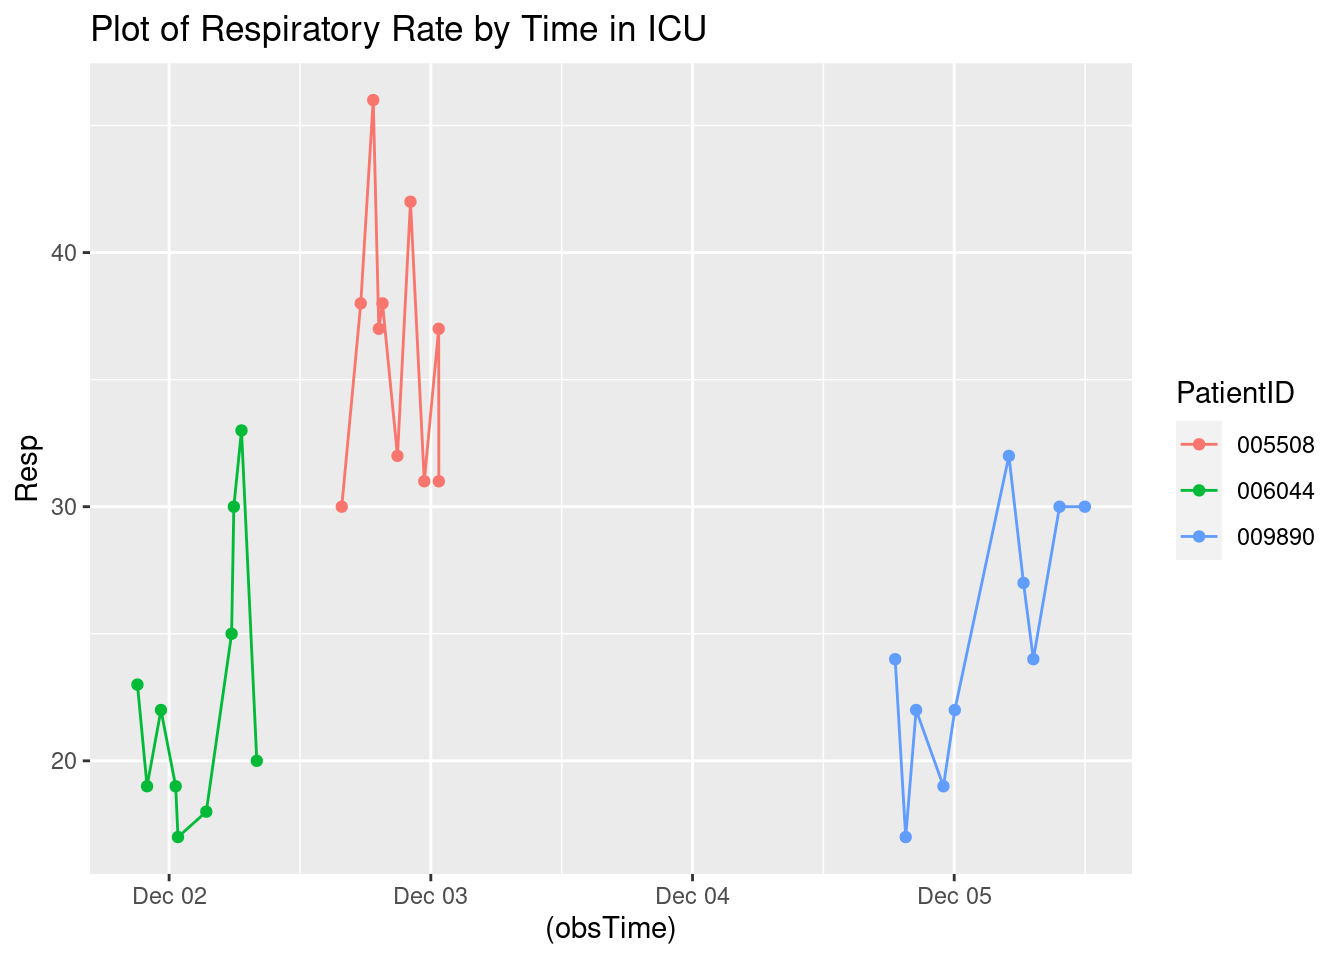 Plot of Respiratory Rate by Time in ICU
Resp
40
30
20
Dec 02
Dec 03
Dec 04
Dec 05
(obsTime)
PatientID
005508
006044
009890